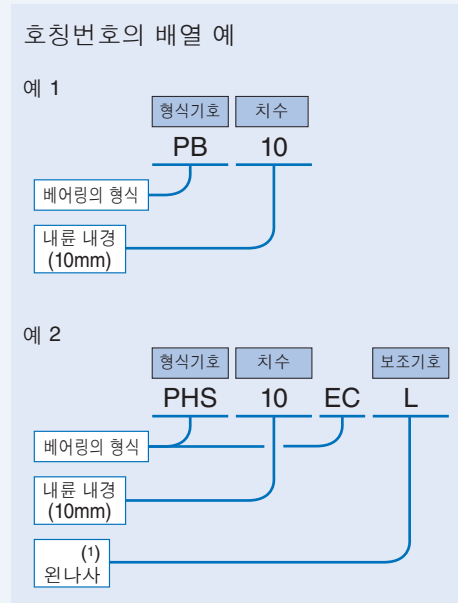 호칭번호의 배열 예
예 1
형식기호 치수
PB 10
베어링의 형식
내륜 내경
(10mm)
예 2
형식기호 치수 보조기호
PHS 10 EC L
베어링의 형식
내륜 내경
(10mm)
(1)
왼나사